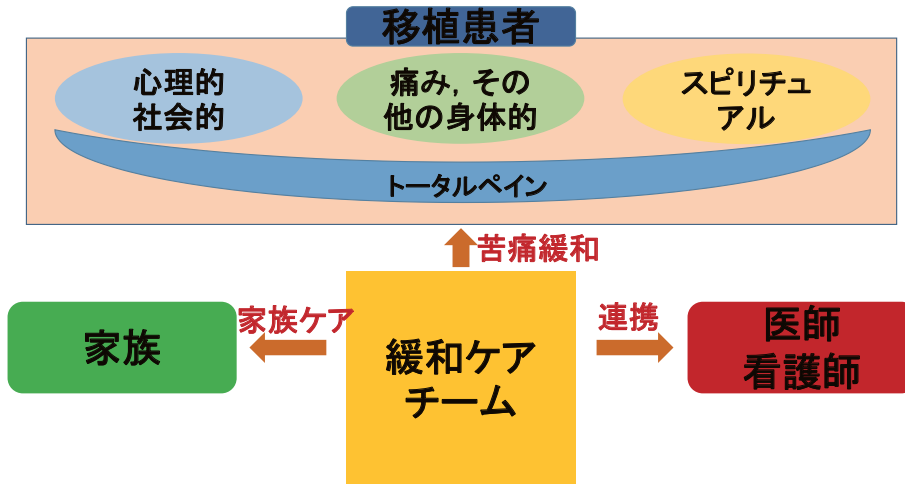 移植患者
心理的
社会的
痛み，その
他の身体的
スピリチュ
アル
トータルペイン
苦痛緩和
家族
家族ケア
緩和ケア
チーム
連携
医師
看護師